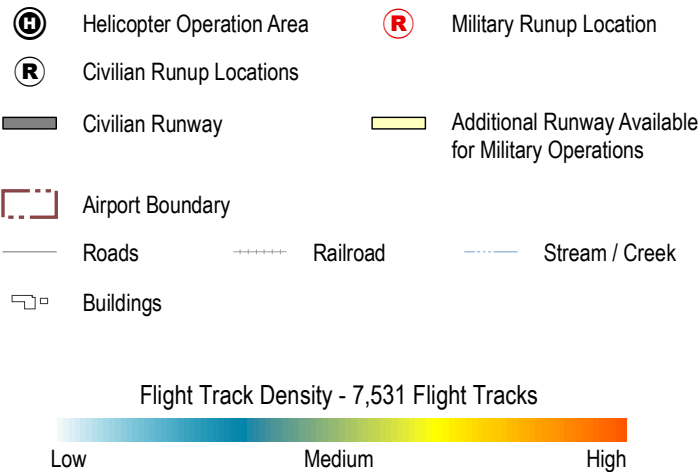 H Helicopter Operation Area
R Military Runup Location
R Civilian Runup Locations
Civilian Runway
Additional Runway Available
for Military Operations
Airport Boundary
Roads
Railroad
Stream / Creek
Buildings
Flight Track Density - 7,531 Flight Tracks
Low Medium High